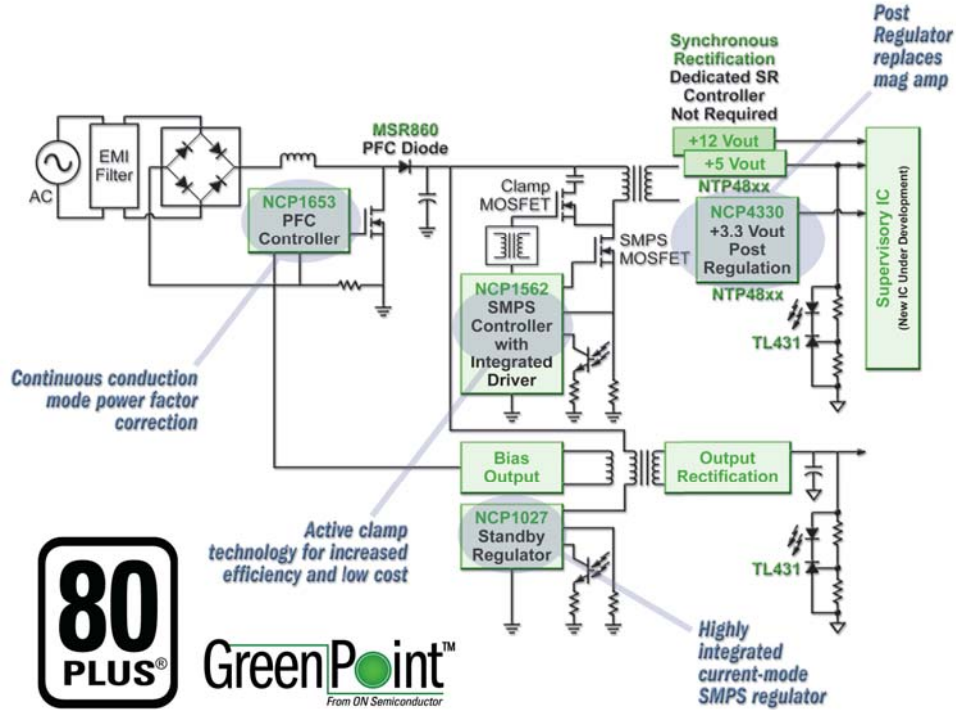 Post
Regulator
replaces
mag amp
Synchronous
Rectification
Dedicated SR
Controller
Not Required
MSR860
PFC Diode
+12 Vout
+5 Vout
AC
EMI
Filter
Clamp
MOSFET
NTP48xx
NCP1653
PFC
Controller
NCP4330
+3.3 Vout
Post
Regulation
SMPS
MOSFET
NTP48xx
Supervisory IC
(New IC Under Development)
NCP1562
SMPS
Controller
with
Integrated
Driver
TL431
Continuous conduction
mode power factor
correction
Bias
Output
Output
Rectification
NCP1027
Standby
Regulator
Active clamp
technology for increased
efficiency and low cost
TL431
80
PLUS®
GreenPoint™
From ON Semiconductor
Highly
integrated
current-mode
SMPS regulator